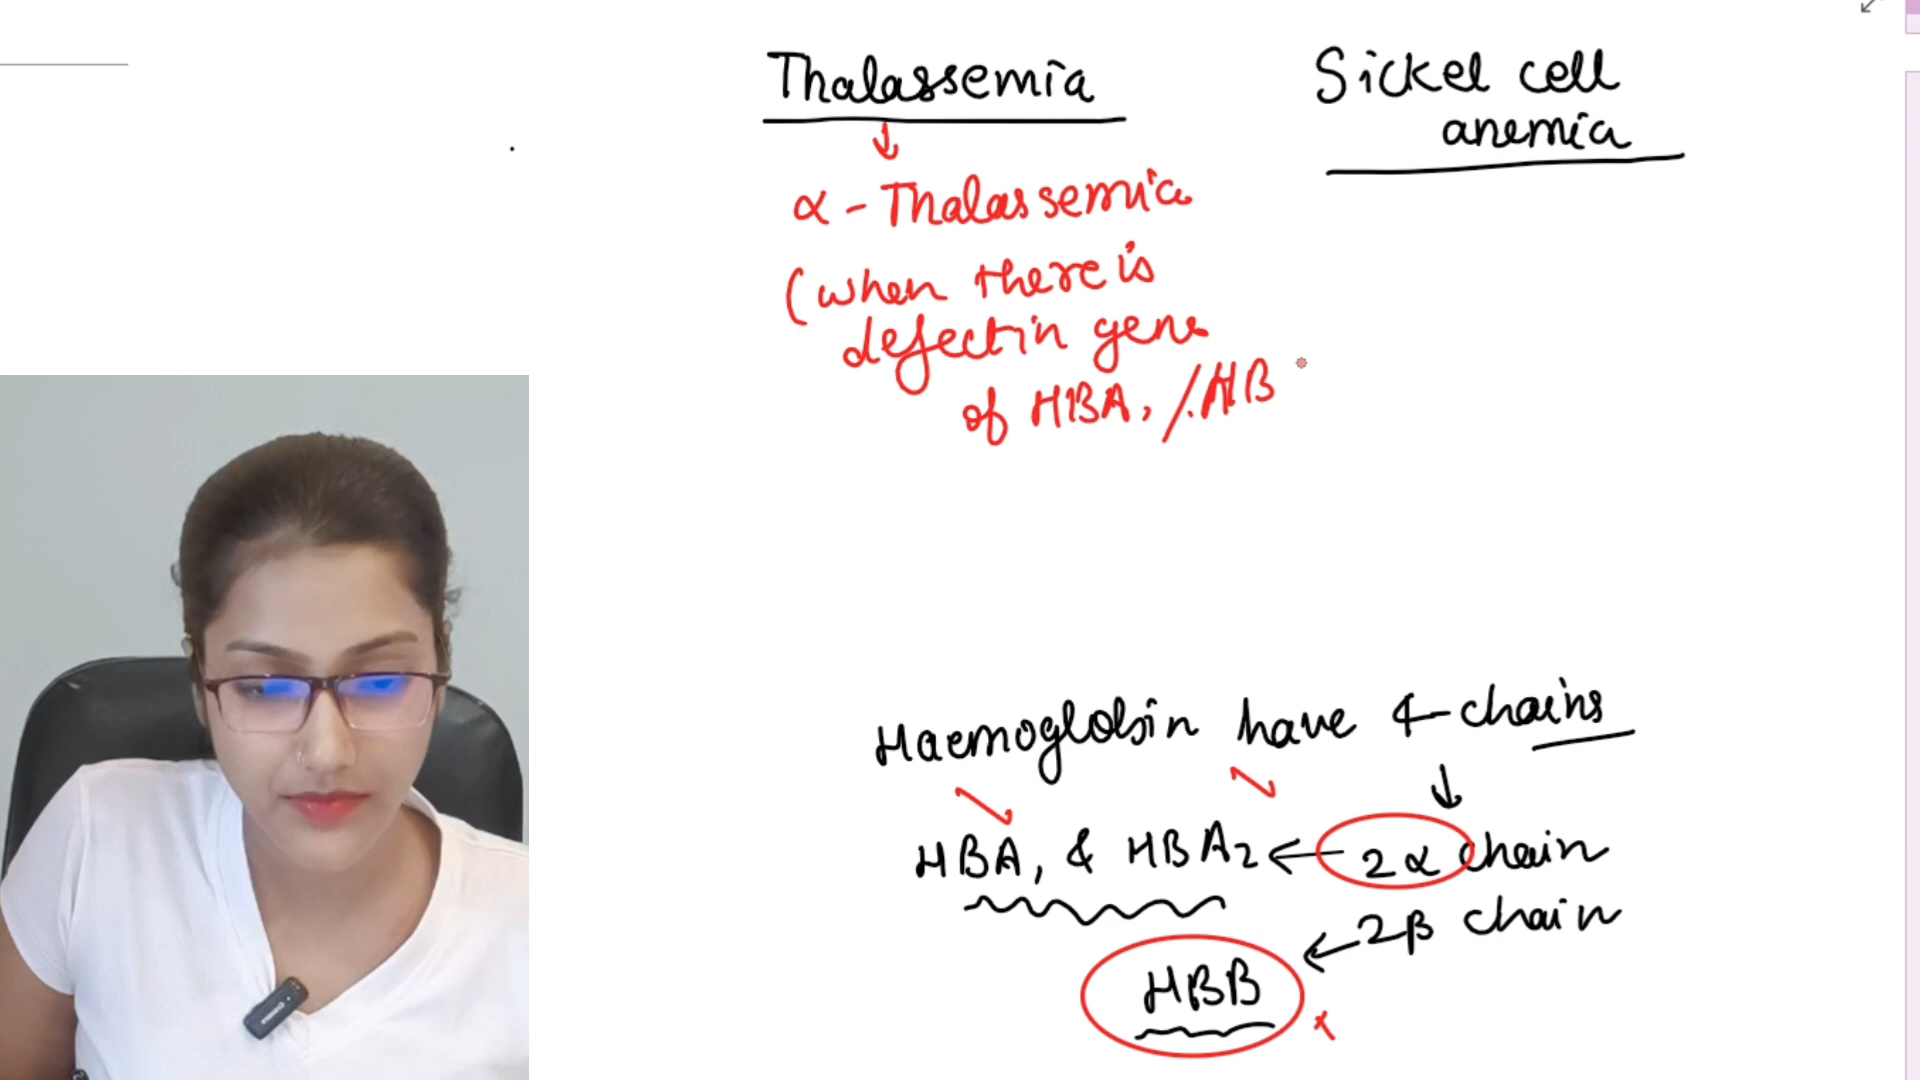 Thalassemia
Sickel cell
anemia
α - Thalassemia
(when there is
defect in gene
of HBA, / HB
Haemoglobin have 4 chains
HBA, & HBA2 ← 2α chain
← 2β chain
HBB